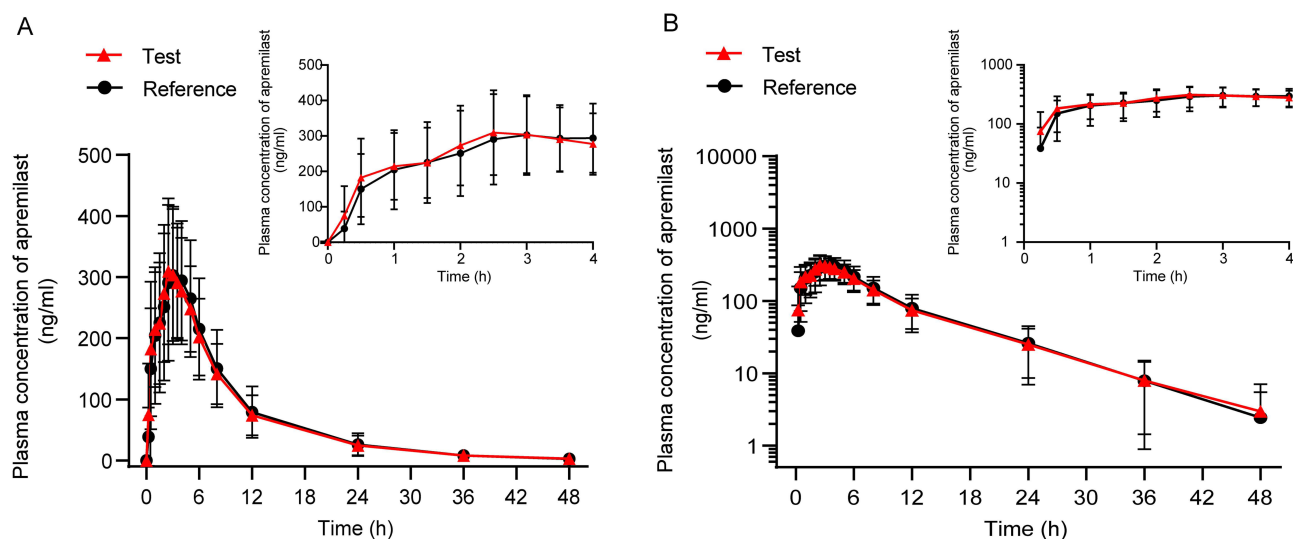 A
Test
Reference
Plasma concentration of apremilast
(ng/ml)
500
400
300
200
100
0
0
6
12
18
24
30
36
42
48
Time (h)
Plasma concentration of apremilast
(ng/ml)
500
400
300
200
100
0
0
1
2
3
4
Time (h)
B
Test
Reference
Plasma concentration of apremilast
(ng/ml)
10000
1000
100
10
1
0
6
12
18
24
30
36
42
48
Time (h)
Plasma concentration of apremilast
(ng/ml)
1000
100
10
1
0
1
2
3
4
Time (h)